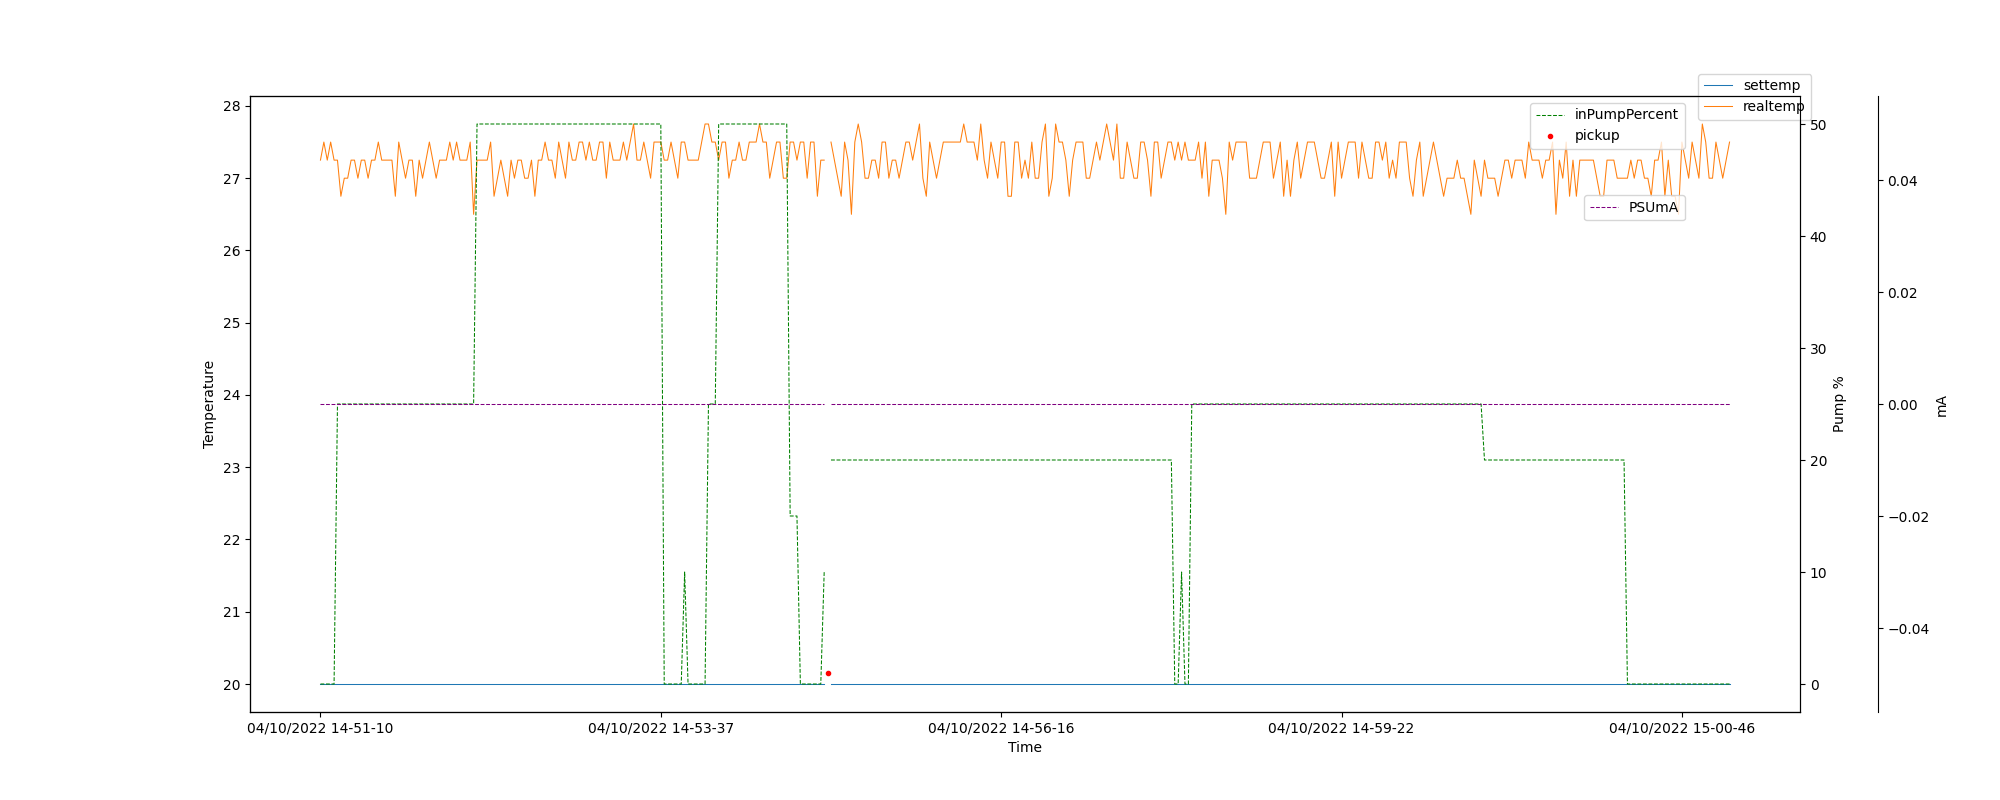 settemp
realtemp
inPumpPercent
pickup
PSUmA
28
27
26
25
24
23
22
21
20
Temperature
50
40
30
20
10
0
Pump %
0.04
0.02
0.00
−0.02
−0.04
mA
04/10/2022 14-51-10
04/10/2022 14-53-37
04/10/2022 14-56-16
04/10/2022 14-59-22
04/10/2022 15-00-46
Time